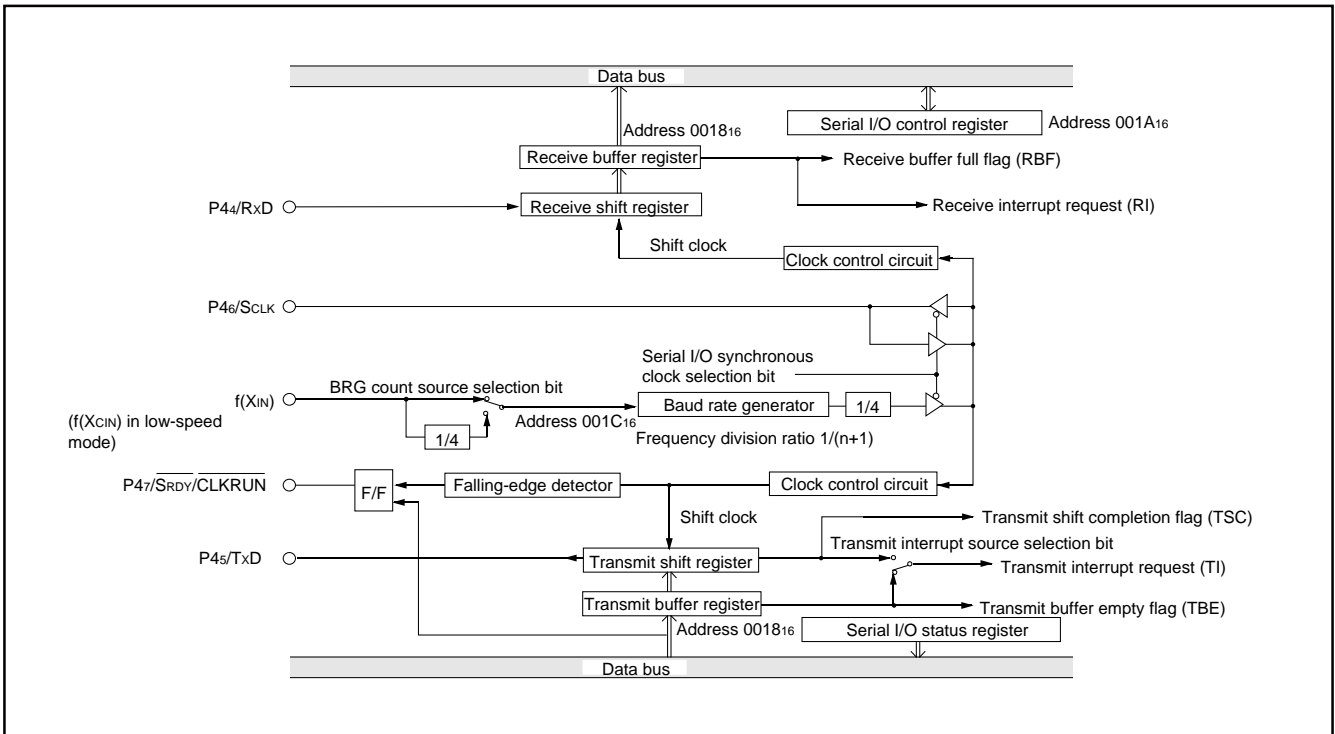 Data bus
Serial I/O control register
Address 001A16
Address 001816
Receive buffer register
Receive buffer full flag (RBF)
P44/RxD
Receive shift register
Receive interrupt request (RI)
Shift clock
Clock control circuit
P46/SCLK
Serial I/O synchronous
clock selection bit
BRG count source selection bit
f(XIN)
Address 001C16
Baud rate generator
1/4
(f(XCIN) in low-speed
mode)
1/4
Frequency division ratio 1/(n+1)
P47/SRDY/CLKRUN
F/F
Falling-edge detector
Clock control circuit
Shift clock
Transmit shift completion flag (TSC)
Transmit interrupt source selection bit
P45/TxD
Transmit shift register
Transmit interrupt request (TI)
Transmit buffer register
Transmit buffer empty flag (TBE)
Address 001816
Serial I/O status register
Data bus